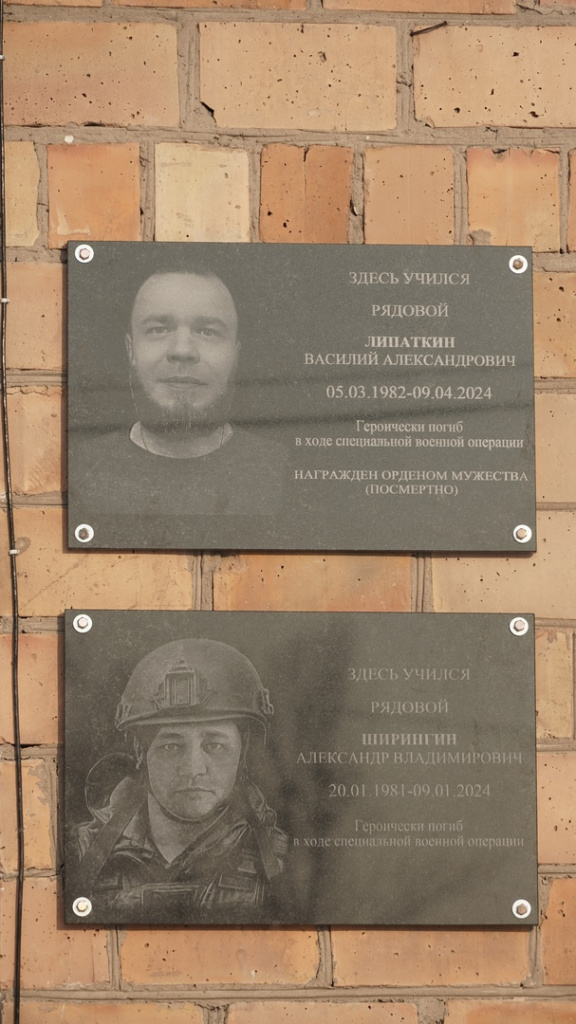 ЗДЕСЬ УЧИЛСЯ
РЯДОВОЙ
ЛИПАТКИН
ВАСИЛИЙ АЛЕКСАНДРОВИЧ
05.03.1982-09.04.2024
Героически погиб
в ходе специальной военной операции
НАГРАЖДЕН ОРДЕНОМ МУЖЕСТВА
(ПОСМЕРТНО)
ЗДЕСЬ УЧИЛСЯ
РЯДОВОЙ
ШИРИНГИН
АЛЕКСАНДР ВЛАДИМИРОВИЧ
20.01.1981-09.01.2024
Героически погиб
в ходе специальной военной операции